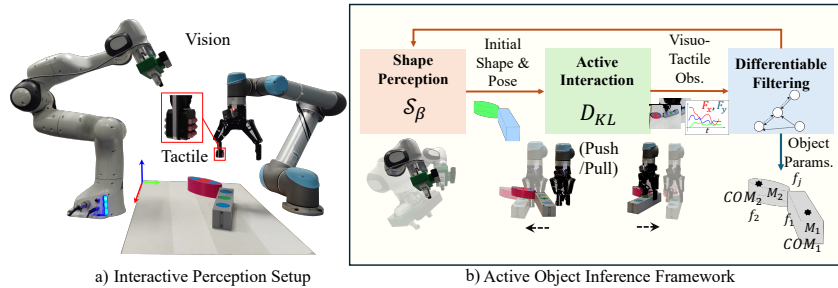 Vision
Tactile
a) Interactive Perception Setup
Shape
Perception
𝒮β
Initial
Shape &
Pose
Active
Interaction
D_KL
(Push
/Pull)
Visuo-
Tactile
Obs.
F_x, F_y
t
Differentiable
Filtering
Object
Params.
f_j
COM_2
M_2
f_2
f_1
M_1
COM_1
b) Active Object Inference Framework